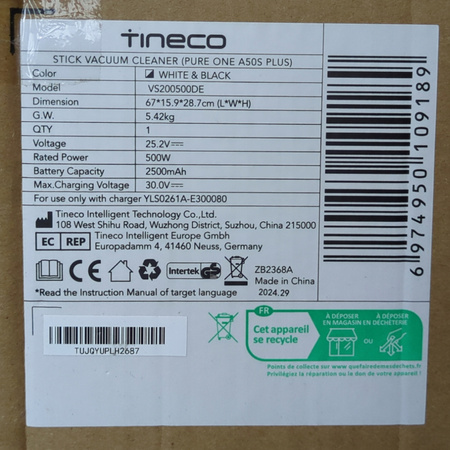 TINECO
STICK VACUUM CLEANER (PURE ONE A50S PLUS)
Color WHITE & BLACK
Model VS200500DE
Dimension 67*15.9*28.7cm (L*W*H)
G.W. 5.42kg
QTY 1
Voltage 25.2V
Rated Power 500W
Battery Capacity 2500mAh
Max.Charging Voltage 30.0V
For use only with charger YLS0261A-E300080
Tineco Intelligent Technology Co.,Ltd.
108 West Shihu Road, Wuzhong District, Suzhou, China 215000
EC REP Tineco Intelligent Europe GmbH
Europadamm 4, 41460 Neuss, Germany
CE Intertek GS ZB2368A
Made in China
2024.29
*Read the Instruction Manual of target language
6974950109189
TUJQYUPLH2687
FR
Cet appareil
se recycle
À DÉPOSER
EN MAGASIN
OU
À DÉPOSER
EN DÉCHÈTERIE
Points de collecte sur www.quefairedemesdechets.fr
Privilégiez la réparation ou le don de votre appareil !